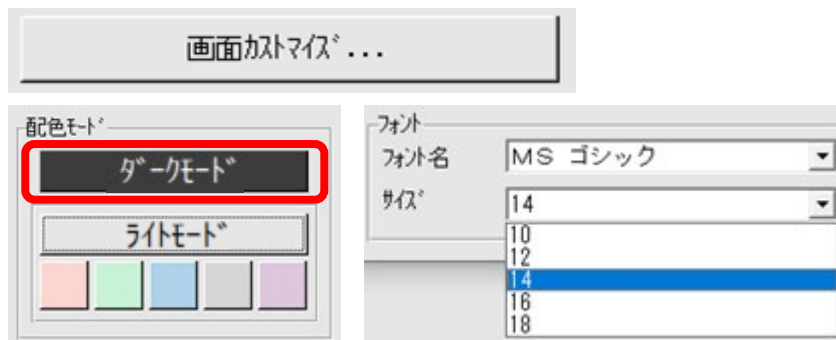 画面ｶｽﾀﾏｲｽﾞ...
配色ﾓｰﾄﾞ
ﾀﾞｰｸﾓｰﾄﾞ
ﾗｲﾄﾓｰﾄﾞ
ﾌｫﾝﾄ
ﾌｫﾝﾄ名
ＭＳ ゴシック
ｻｲｽﾞ
14
10
12
14
16
18